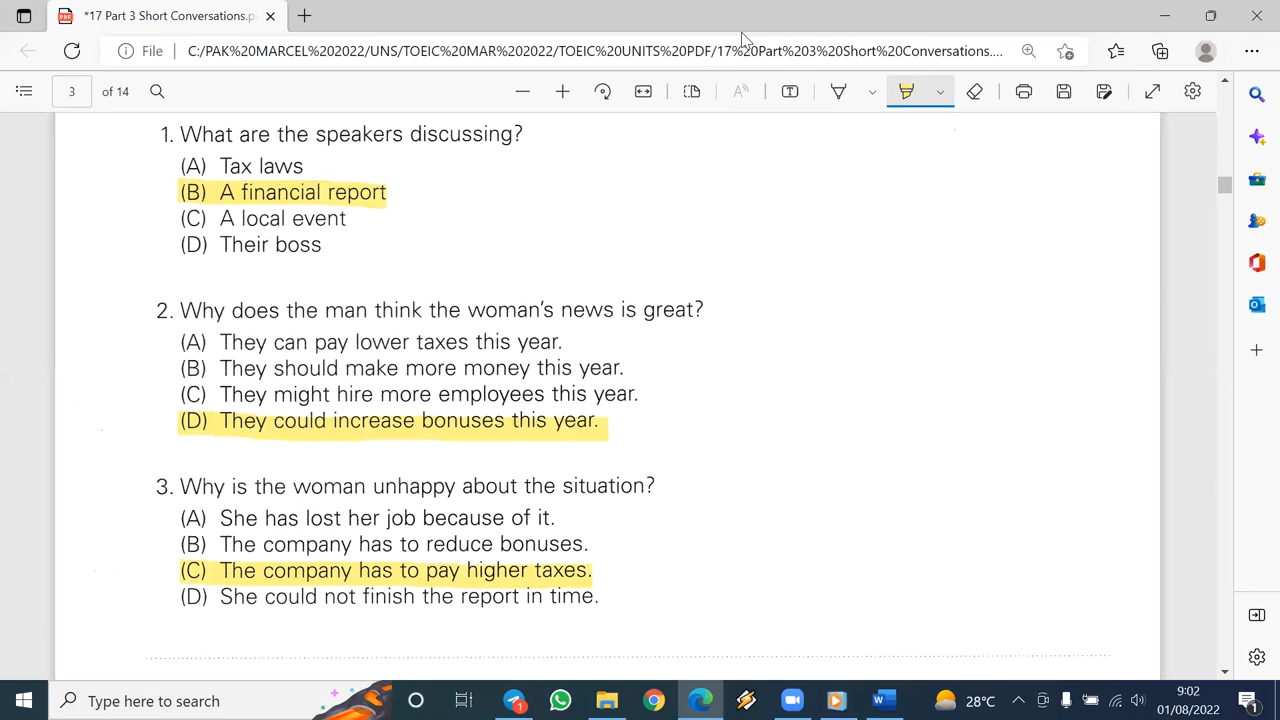 *17 Part 3 Short Conversations.p
File
C:/PAK%20MARCEL%202022/UNS/TOEIC%20MAR%202022/TOEIC%20UNITS%20PDF/17%20Part%203%20Short%20Conversations....
3
of 14
1. What are the speakers discussing?
(A) Tax laws
(B) A financial report
(C) A local event
(D) Their boss
2. Why does the man think the woman's news is great?
(A) They can pay lower taxes this year.
(B) They should make more money this year.
(C) They might hire more employees this year.
(D) They could increase bonuses this year.
3. Why is the woman unhappy about the situation?
(A) She has lost her job because of it.
(B) The company has to reduce bonuses.
(C) The company has to pay higher taxes.
(D) She could not finish the report in time.
Type here to search
28°C
9:02
01/08/2022